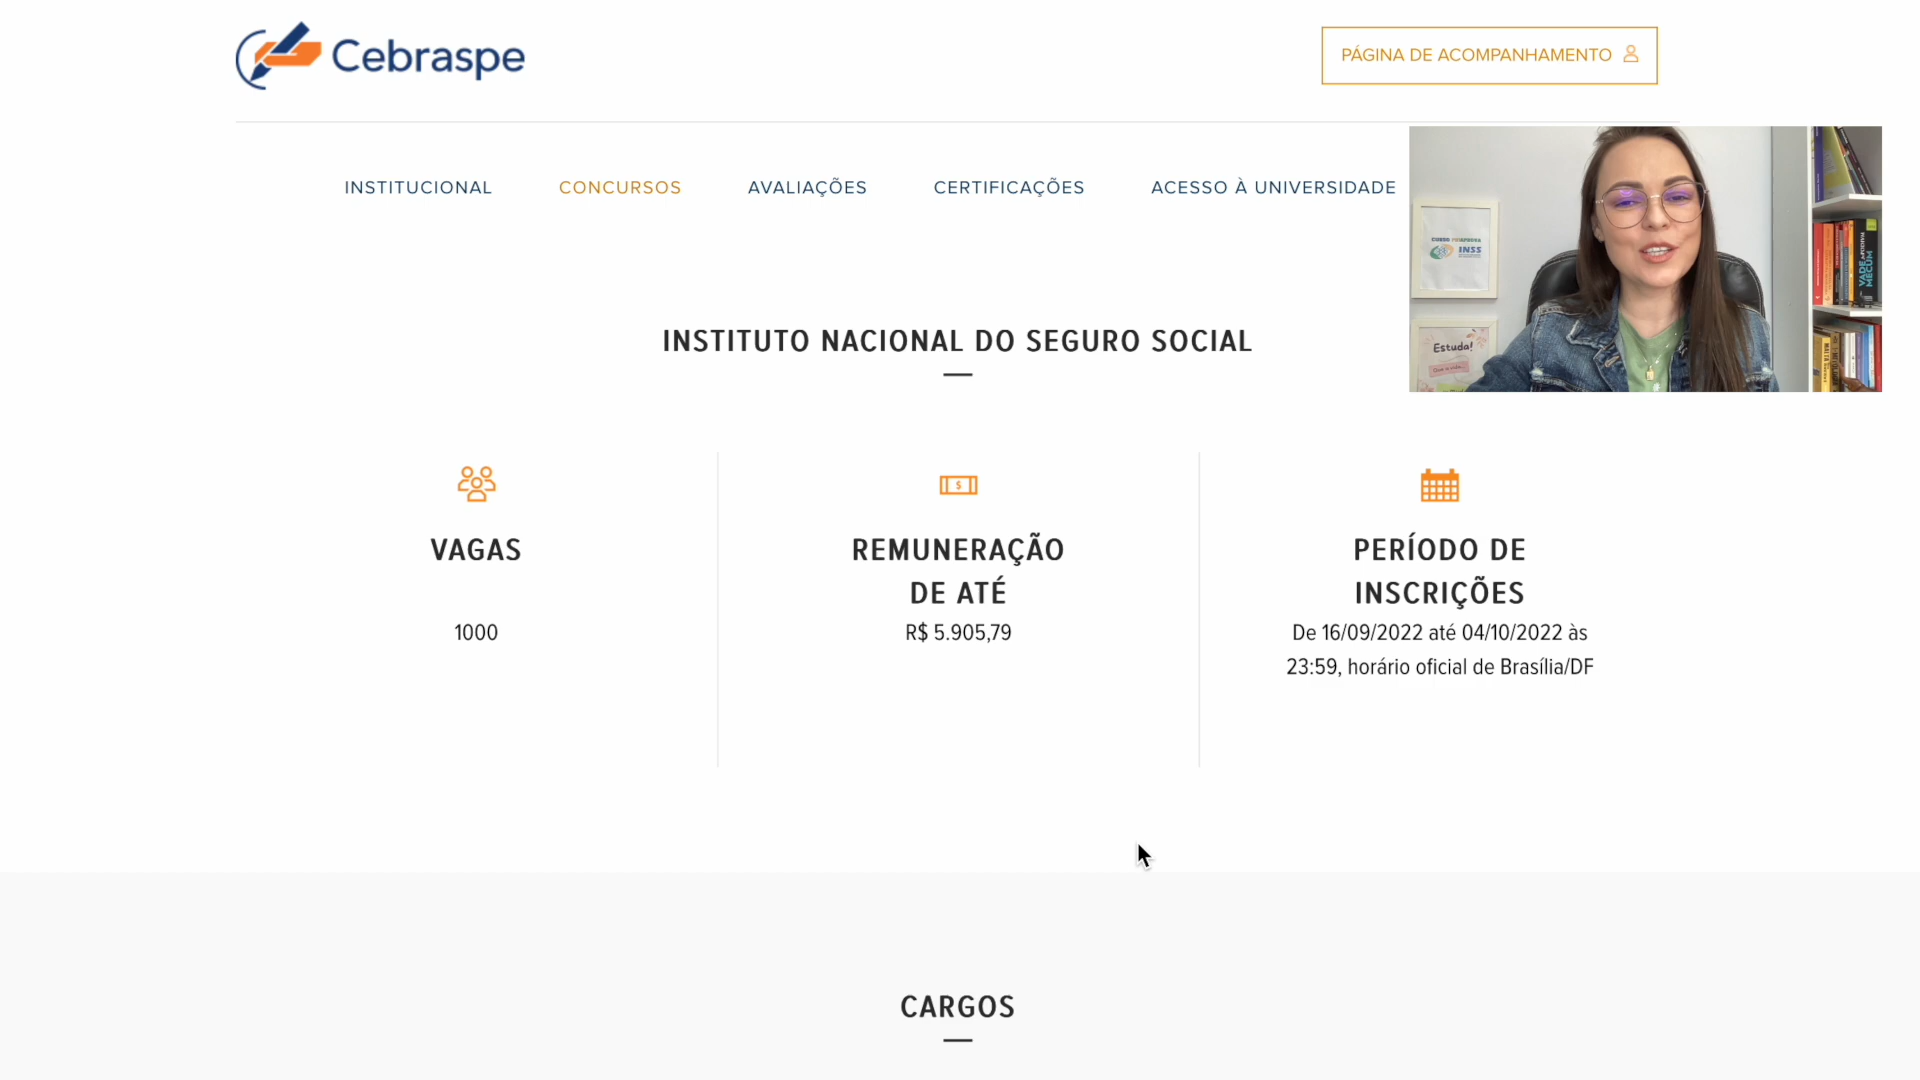 Cebraspe
PÁGINA DE ACOMPANHAMENTO
INSTITUCIONAL
CONCURSOS
AVALIAÇÕES
CERTIFICAÇÕES
ACESSO À UNIVERSIDADE
INSS
Estuda!
VADE
MECUM
INSTITUTO NACIONAL DO SEGURO SOCIAL
VAGAS
1000
REMUNERAÇÃO
DE ATÉ
R$ 5.905,79
PERÍODO DE
INSCRIÇÕES
De 16/09/2022 até 04/10/2022 às
23:59, horário oficial de Brasília/DF
CARGOS